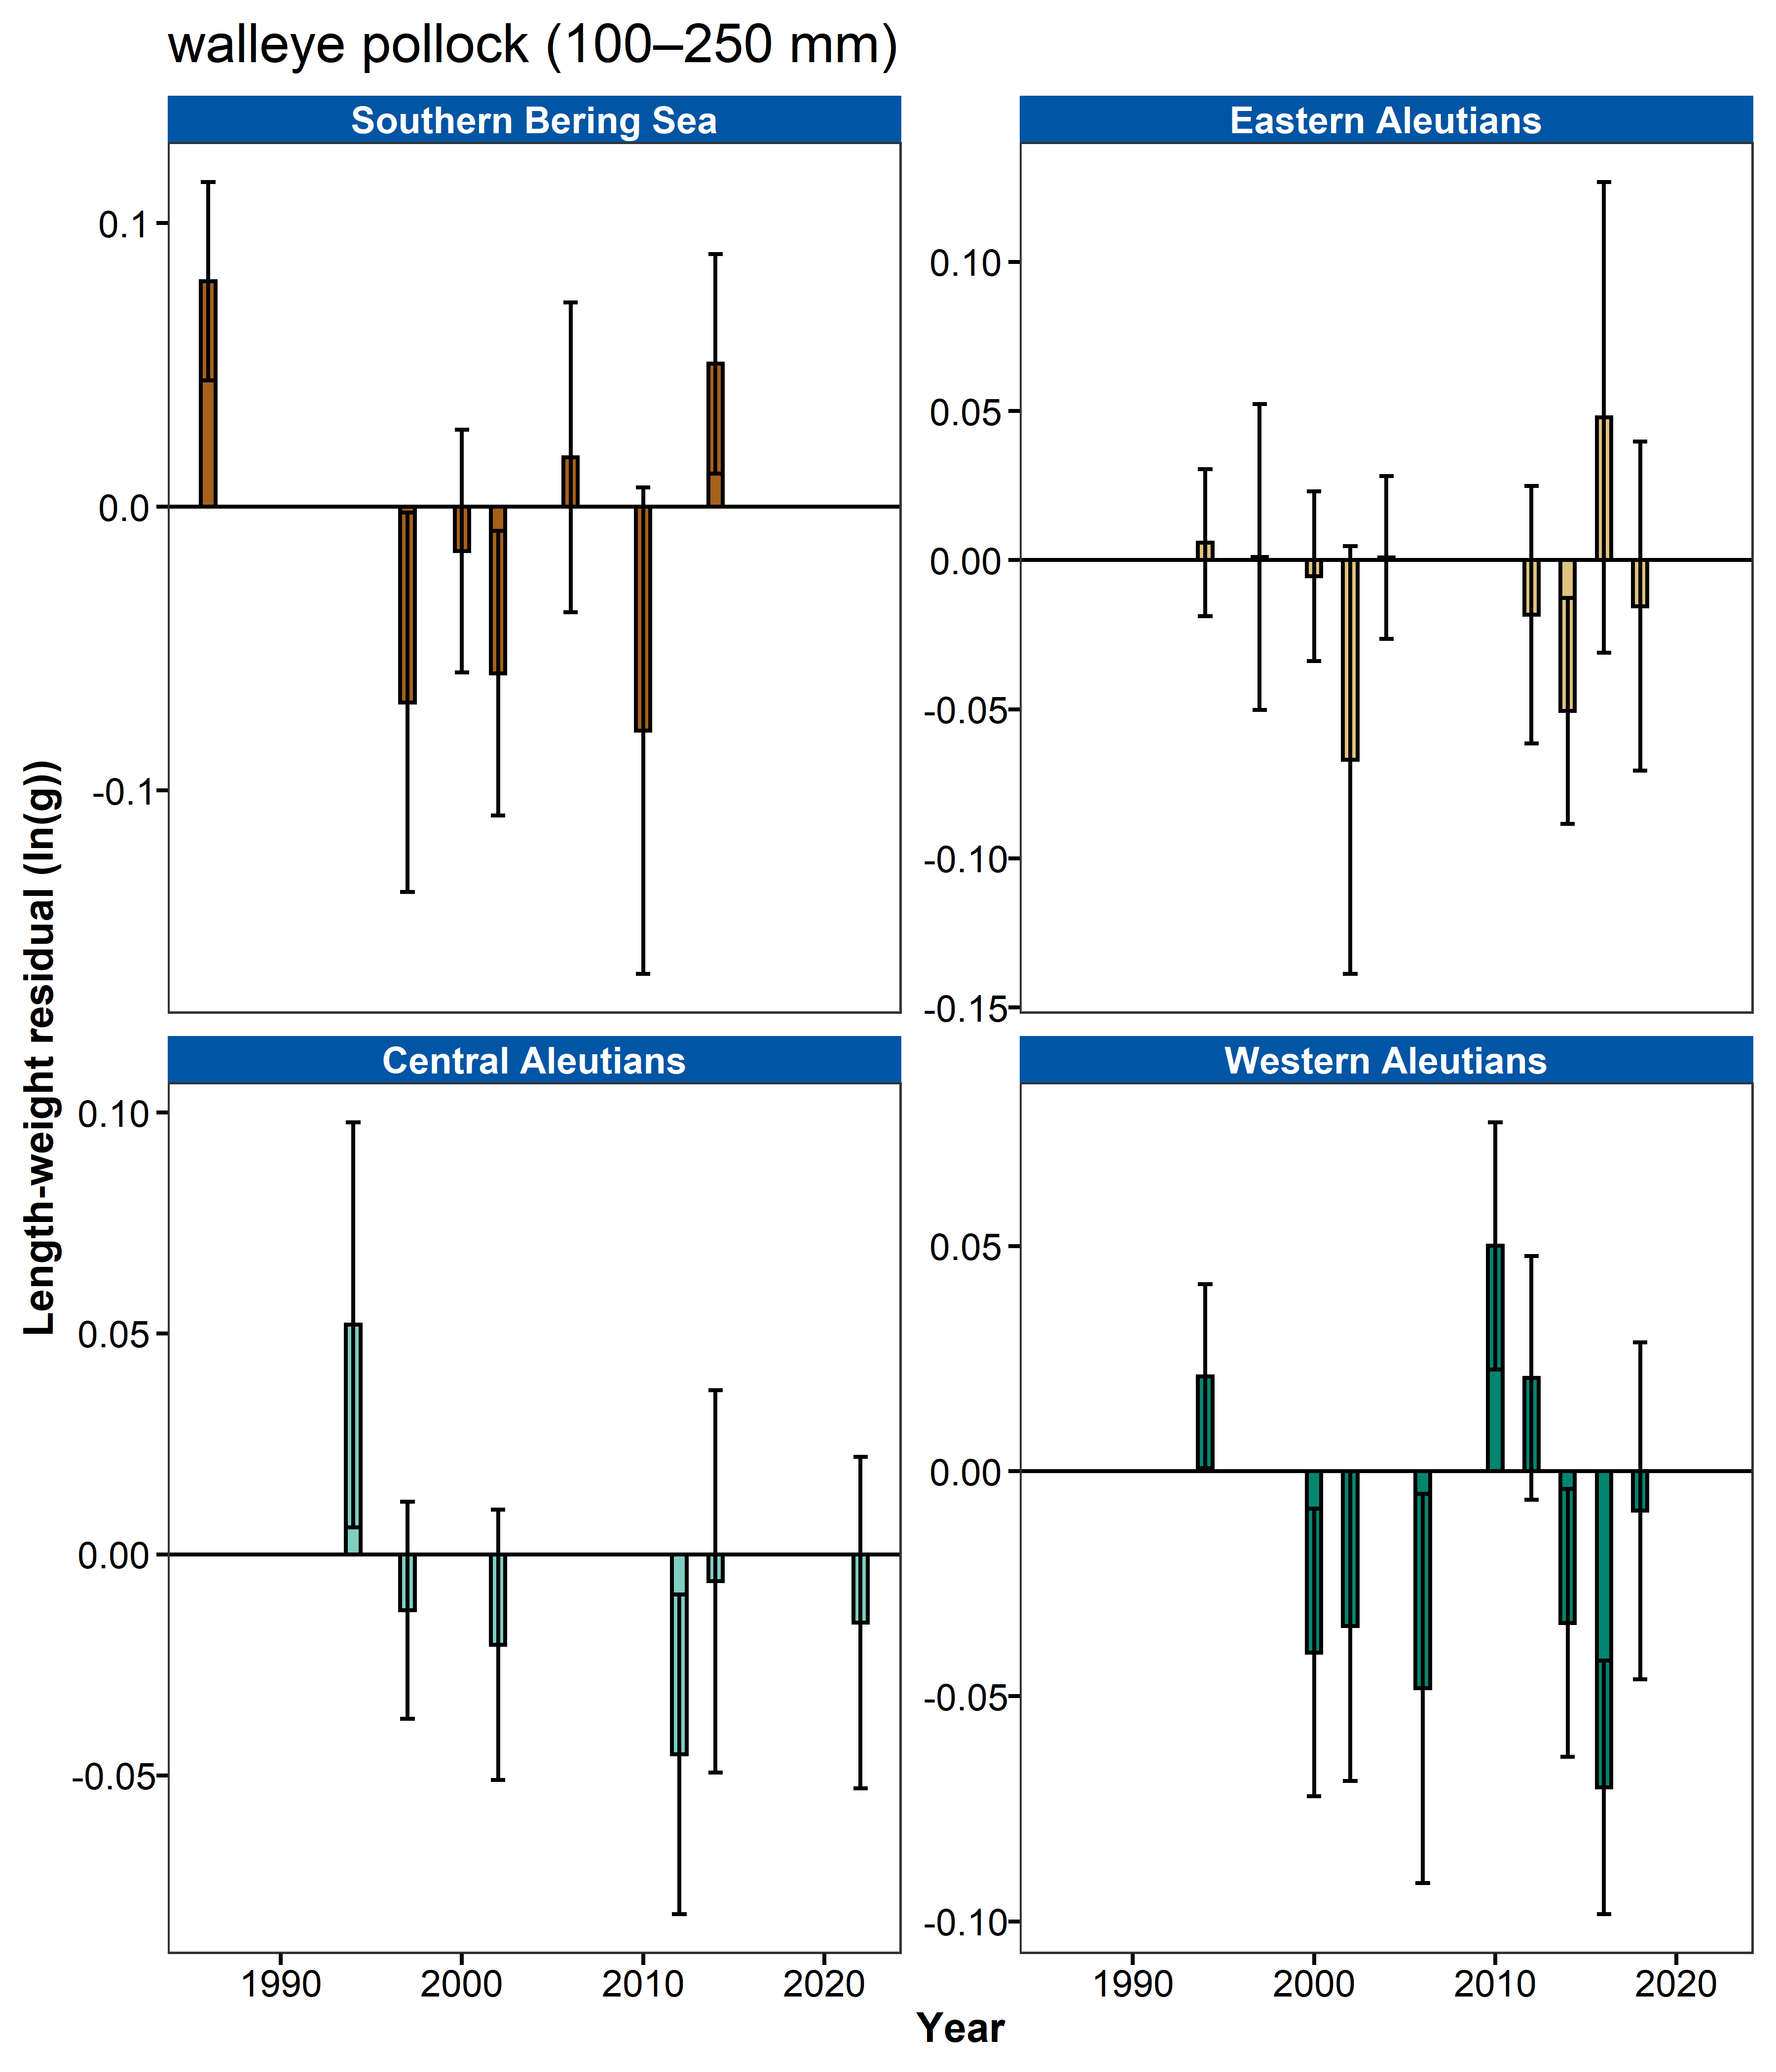 walleye pollock (100–250 mm)
Southern Bering Sea
Eastern Aleutians
0.1
0.0
-0.1
0.10
0.05
0.00
-0.05
-0.10
-0.15
Length-weight residual (ln(g))
Central Aleutians
Western Aleutians
0.10
0.05
0.00
-0.05
0.05
0.00
-0.05
-0.10
1990 2000 2010 2020
1990 2000 2010 2020
Year